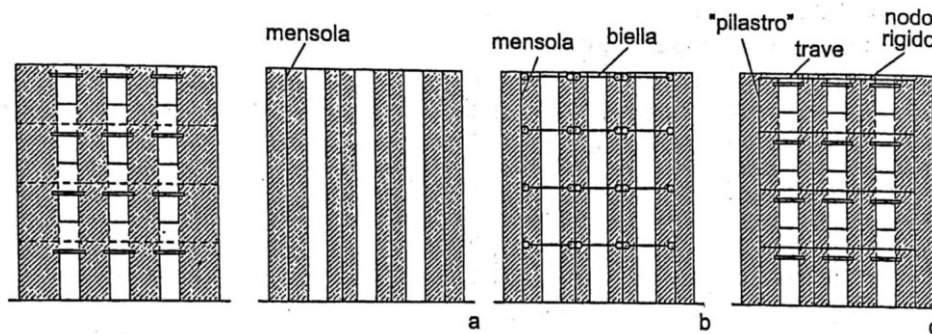 mensola
a
mensola
biella
b
"pilastro"
trave
nodo
rigido